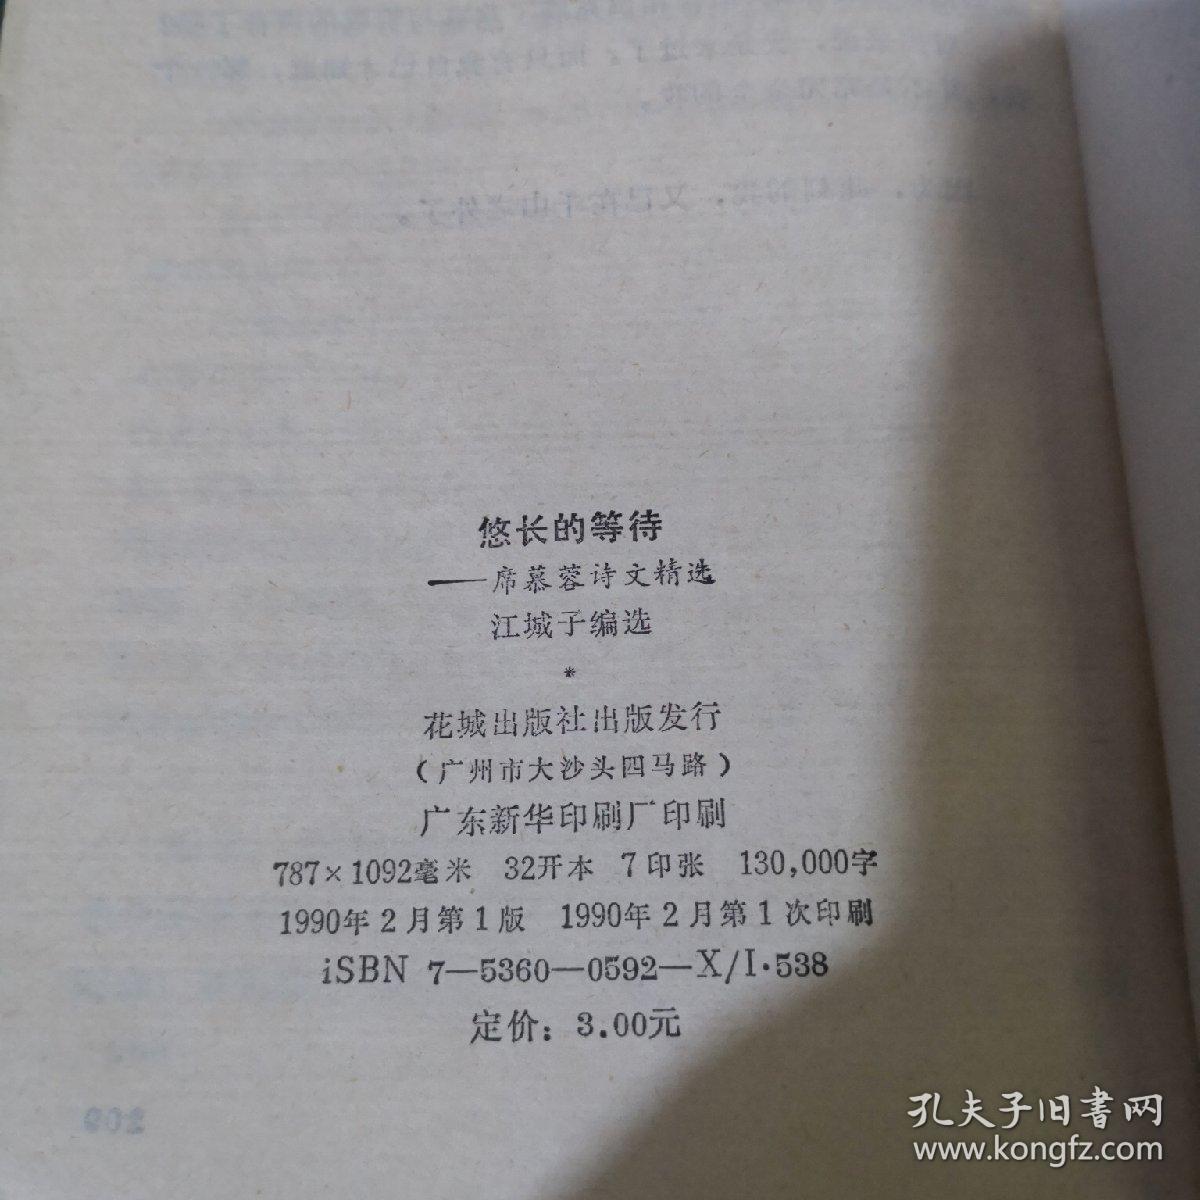 悠长的等待
——席慕蓉诗文精选
江城子编选
*
花城出版社出版发行
(广州市大沙头四马路)
广东新华印刷厂印刷
787×1092毫米 32开本 7印张 130,000字
1990年2月第1版 1990年2月第1次印刷
iSBN 7—5360—0592—X/I·538
定价：3.00元
孔夫子旧书网
www.kongfz.com